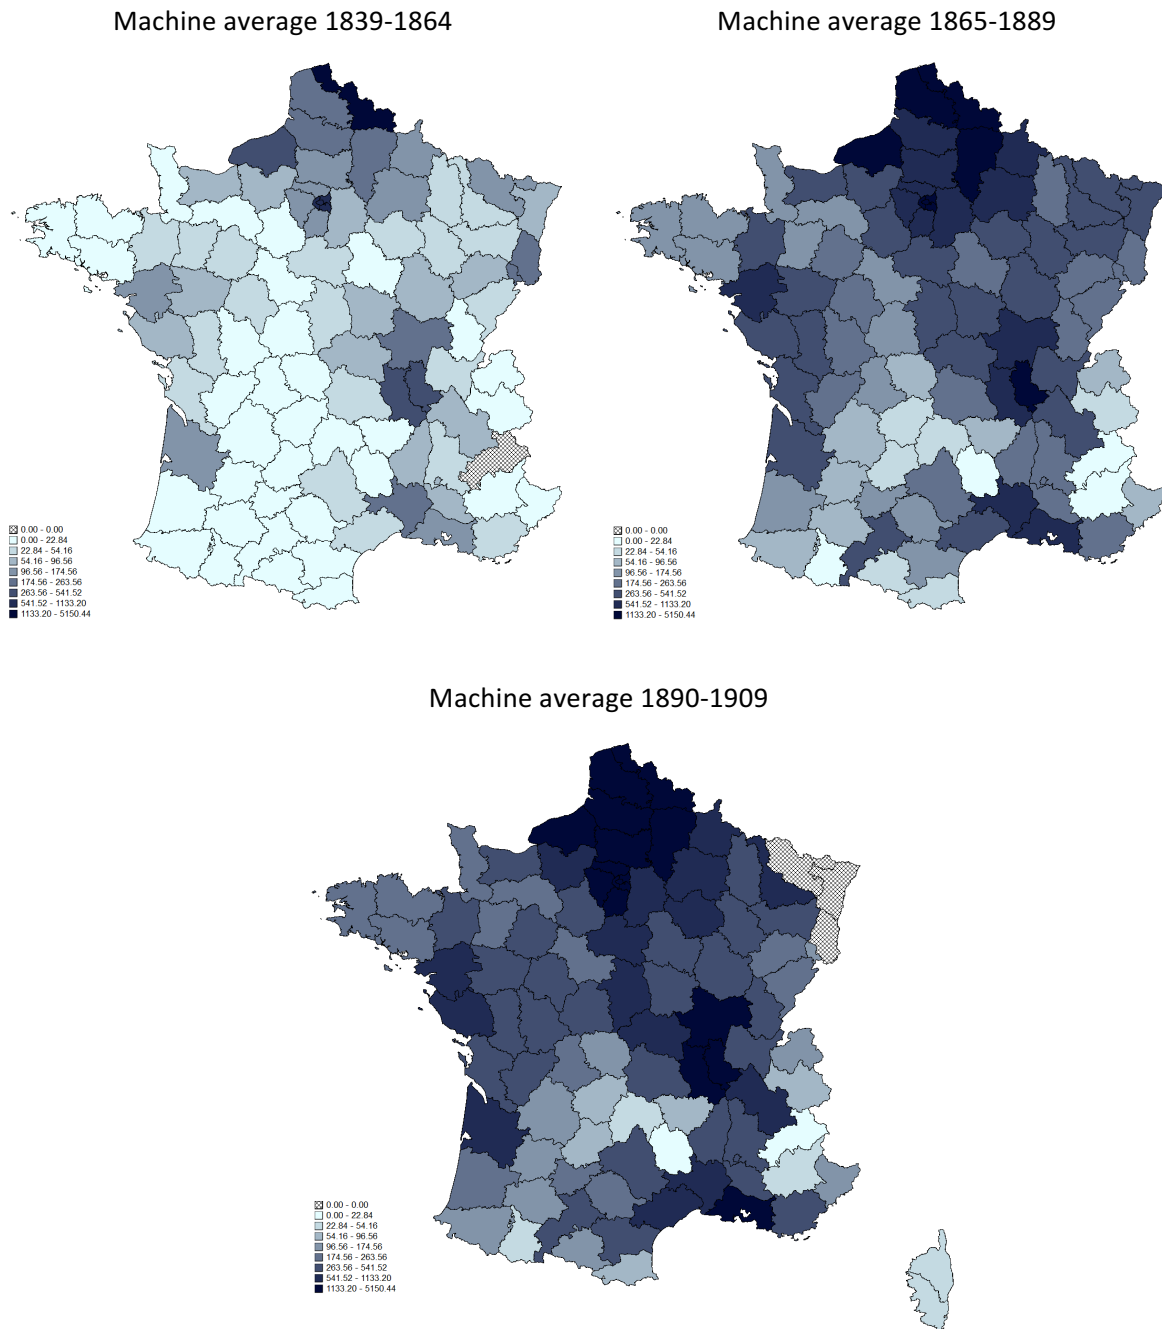 Machine average 1839-1864
0.00 - 0.00
0.00 - 22.84
22.84 - 54.16
54.16 - 96.56
96.56 - 174.56
174.56 - 263.56
263.56 - 541.52
541.52 - 1133.20
1133.20 - 5150.44
Machine average 1865-1889
0.00 - 0.00
0.00 - 22.84
22.84 - 54.16
54.16 - 96.56
96.56 - 174.56
174.56 - 263.56
263.56 - 541.52
541.52 - 1133.20
1133.20 - 5150.44
Machine average 1890-1909
0.00 - 0.00
0.00 - 22.84
22.84 - 54.16
54.16 - 96.56
96.56 - 174.56
174.56 - 263.56
263.56 - 541.52
541.52 - 1133.20
1133.20 - 5150.44